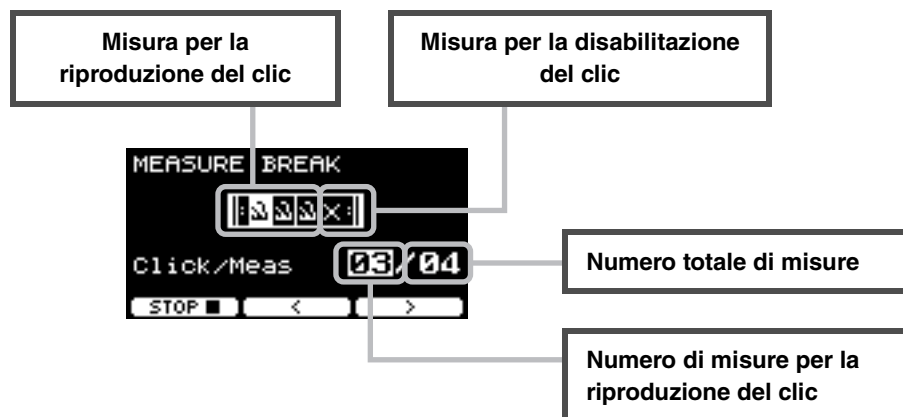 Misura per la
riproduzione del clic
Misura per la disabilitazione
del clic
MEASURE BREAK
Click/Meas 03/04
STOP ■ < >
Numero totale di misure
Numero di misure per la
riproduzione del clic